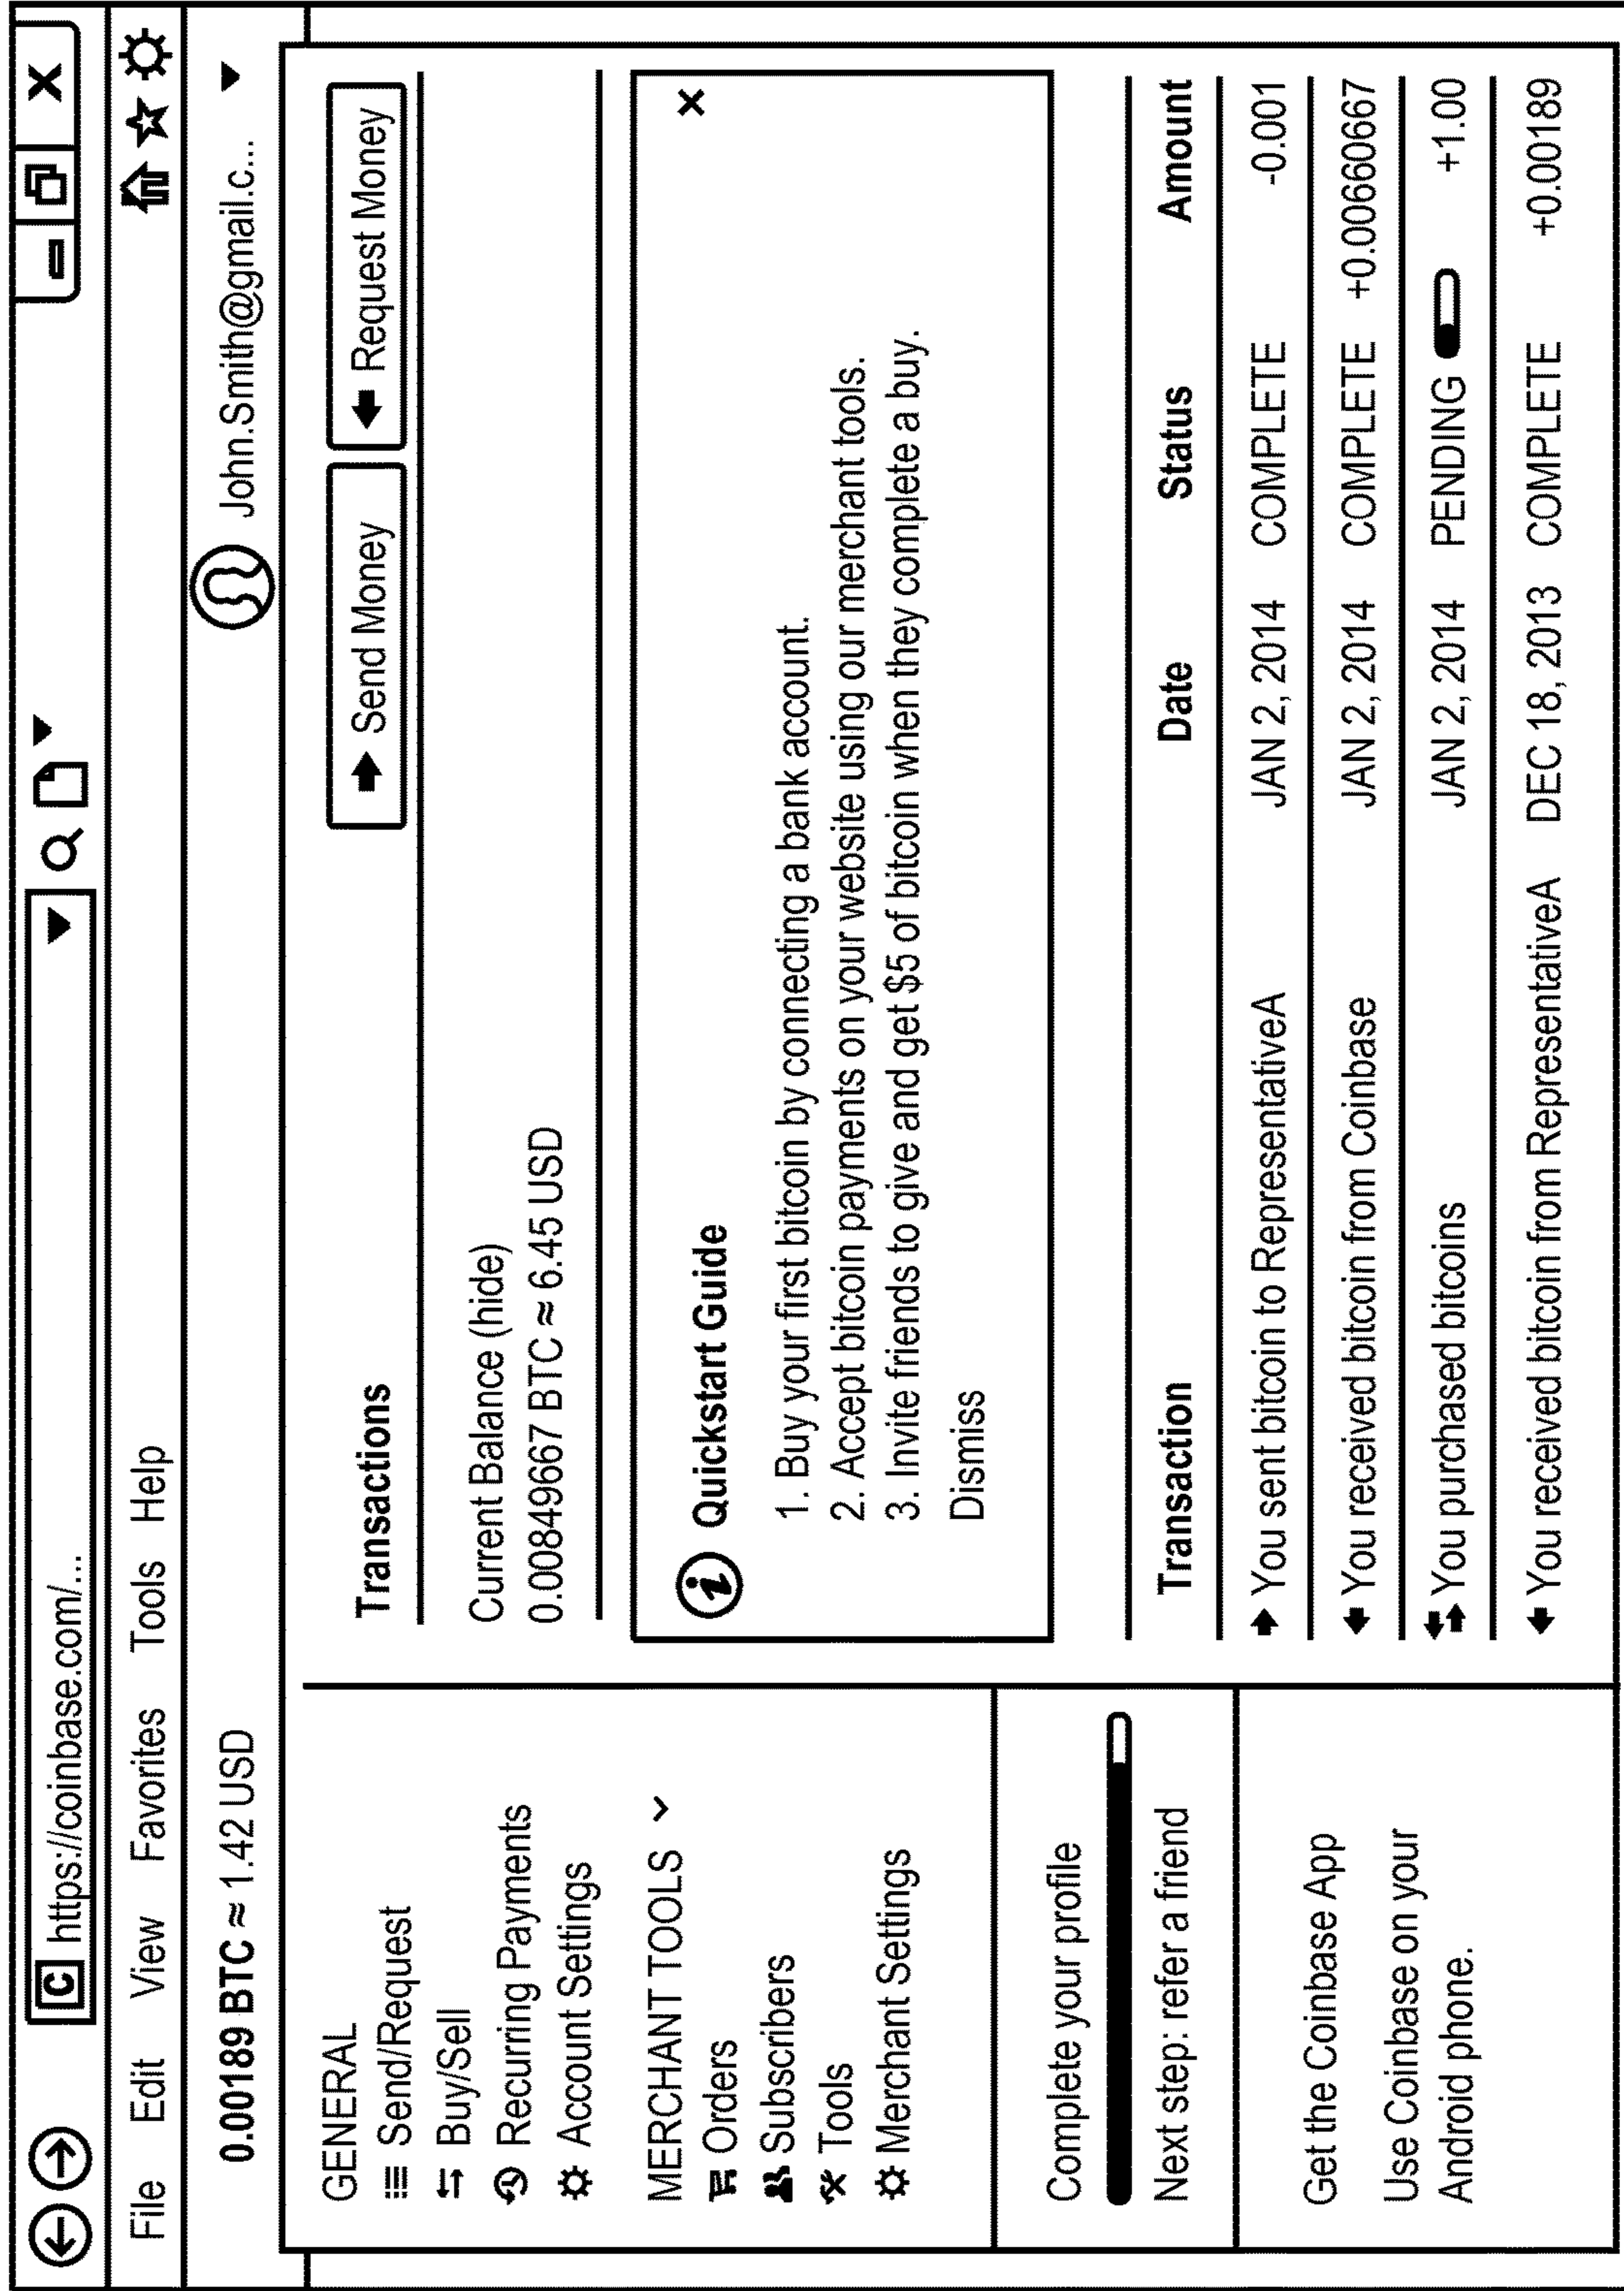 C https://coinbase.com/...
X
File Edit View Favorites Tools Help
0.00189 BTC ≈ 1.42 USD
John.Smith@gmail.c...
GENERAL
Send/Request
Buy/Sell
Recurring Payments
Account Settings
MERCHANT TOOLS
Orders
Subscribers
Tools
Merchant Settings
Complete your profile
Next step: refer a friend
Get the Coinbase App
Use Coinbase on your
Android phone.
Transactions
Send Money
Request Money
Current Balance (hide)
0.00849667 BTC ≈ 6.45 USD
i Quickstart Guide
1. Buy your first bitcoin by connecting a bank account.
2. Accept bitcoin payments on your website using our merchant tools.
3. Invite friends to give and get $5 of bitcoin when they complete a buy.
Dismiss
Transaction Date Status Amount
You sent bitcoin to RepresentativeA JAN 2, 2014 COMPLETE -0.001
You received bitcoin from Coinbase JAN 2, 2014 COMPLETE +0.00660667
You purchased bitcoins JAN 2, 2014 PENDING +1.00
You received bitcoin from RepresentativeA DEC 18, 2013 COMPLETE +0.00189